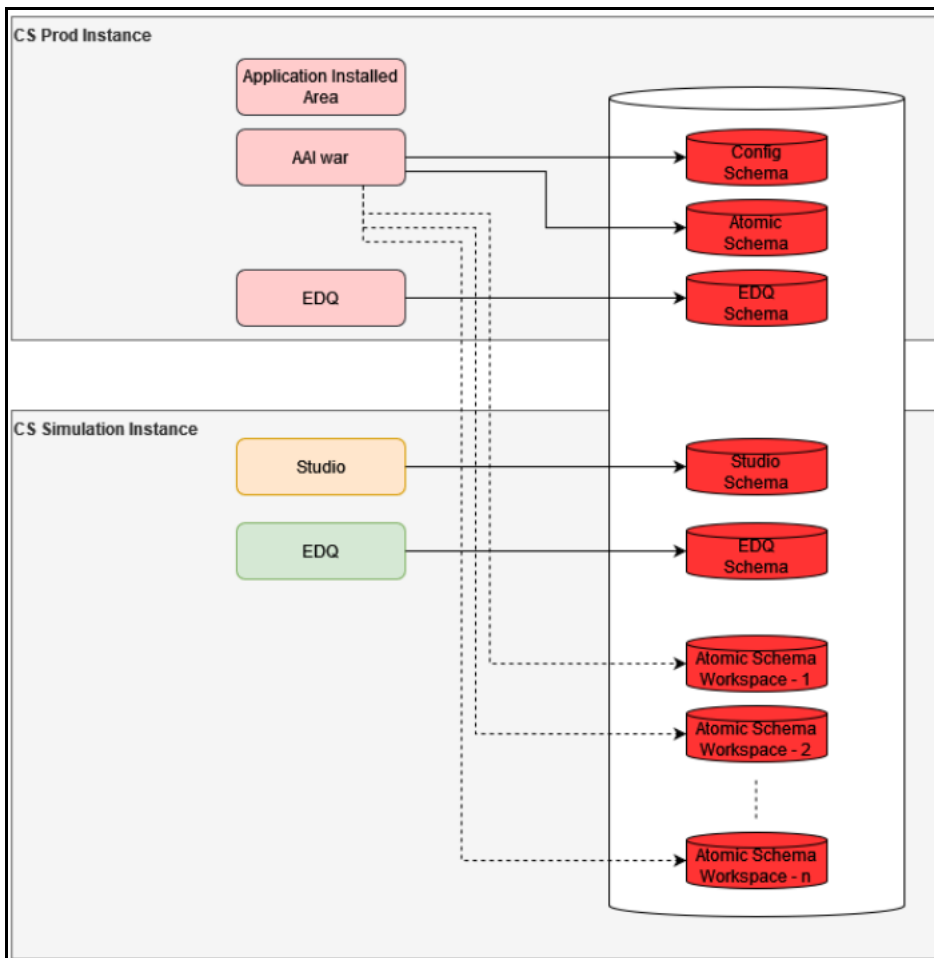 CS Prod Instance
Application Installed
Area
AAI war
Config
Schema
Atomic
Schema
EDQ
EDQ
Schema
CS Simulation Instance
Studio
Studio
Schema
EDQ
EDQ
Schema
Atomic Schema
Workspace - 1
Atomic Schema
Workspace - 2
Atomic Schema
Workspace - n